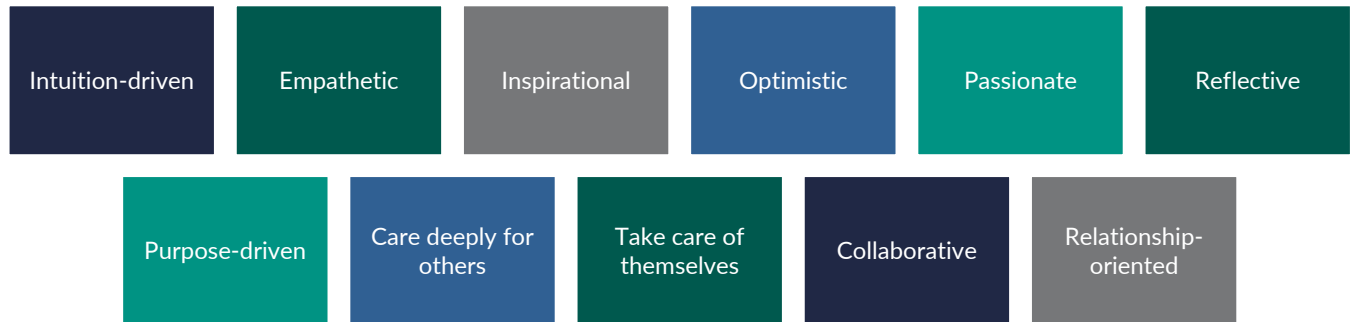 Intuition-driven
Empathetic
Inspirational
Optimistic
Passionate
Reflective
Purpose-driven
Care deeply for
others
Take care of
themselves
Collaborative
Relationship-
oriented